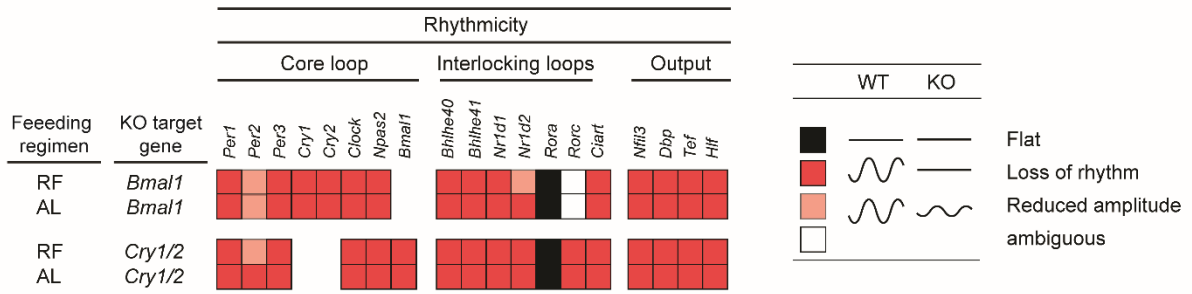 Rhythmicity
Core loop Interlocking loops Output
Feeeding regimen KO target gene
Per1 Per2 Per3 Cry1 Cry2 Clock Npas2 Bmal1 Bhlhe40 Bhlhe41 Nr1d1 Nr1d2 Rora Rorc Ciart Nfil3 Dbp Tef Hlf
RF Bmal1
AL Bmal1
RF Cry1/2
AL Cry1/2
WT KO
Flat
Loss of rhythm
Reduced amplitude
ambiguous